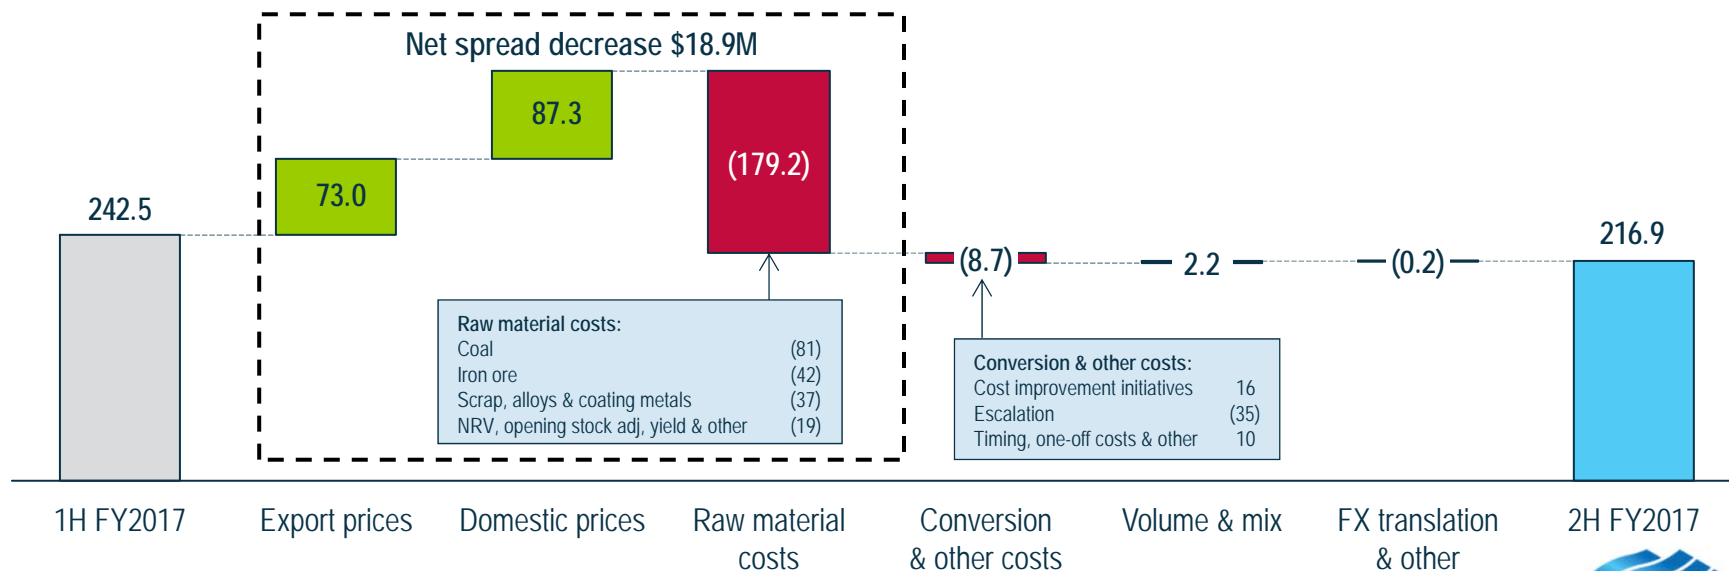 Net spread decrease $18.9M
242.5
73.0
87.3
(179.2)
(8.7)
2.2
(0.2)
216.9
Raw material costs:
Coal (81)
Iron ore (42)
Scrap, alloys & coating metals (37)
NRV, opening stock adj, yield & other (19)
Conversion & other costs:
Cost improvement initiatives 16
Escalation (35)
Timing, one-off costs & other 10
1H FY2017
Export prices
Domestic prices
Raw material
costs
Conversion
& other costs
Volume & mix
FX translation
& other
2H FY2017